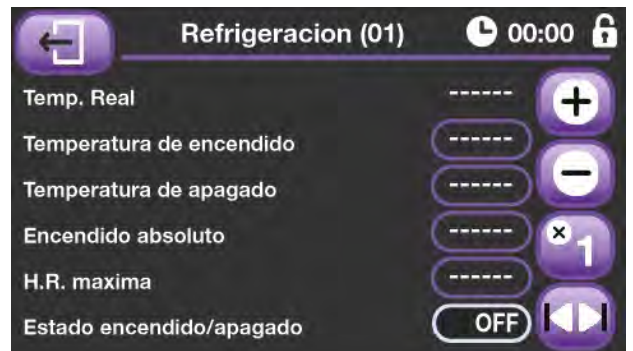 Refrigeracion (01) 00:00
Temp. Real ------
Temperatura de encendido ------
Temperatura de apagado ------
Encendido absoluto ------
H.R. maxima ------
Estado encendido/apagado OFF
+
−
×1